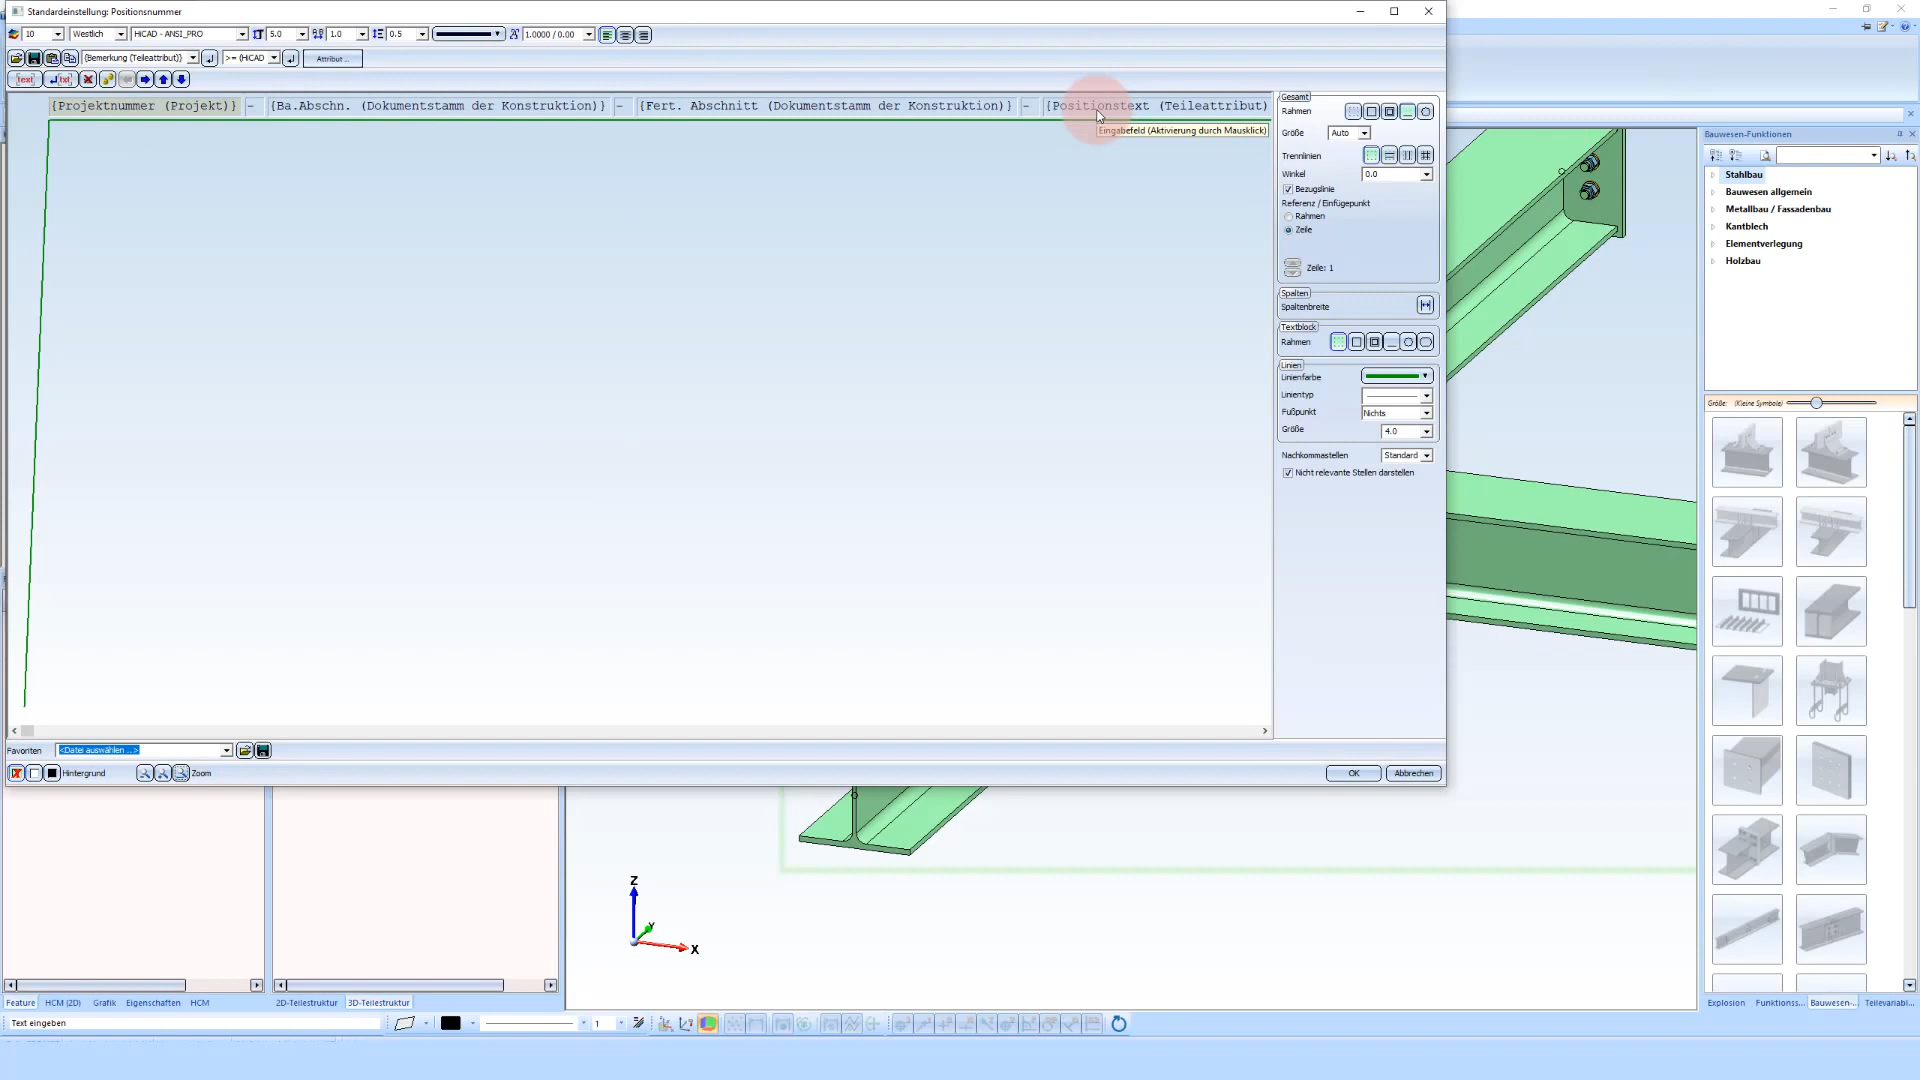 Standardeinstellung: Positionsnummer
10 Westlich HiCAD - ANSI_PRO 5.0 1.0 0.5 1.0000 / 0.00
{Bemerkung (Teileattribut)} >= (HiCAD Attribut ...
{Projektnummer (Projekt)} - {Ba.Abschn. (Dokumentstamm der Konstruktion)} - {Fert. Abschnitt (Dokumentstamm der Konstruktion)} - {Positionstext (Teileattribut)
Eingabefeld (Aktivierung durch Mausklick)
Gesamt
Rahmen
Größe Auto
Trennlinien
Winkel 0.0
Bezugslinie
Referenz / Einfügepunkt
Rahmen
Zeile
Zeile: 1
Spalten
Spaltenbreite
Textblock
Rahmen
Linien
Linienfarbe
Linientyp
Fußpunkt Nichts
Größe 4.0
Nachkommastellen Standard
Nicht relevante Stellen darstellen
Favoriten <Datei auswählen ...>
Hintergrund Zoom
OK Abbrechen
Bauwesen-Funktionen
Stahlbau
Bauwesen allgemein
Metallbau / Fassadenbau
Kantblech
Elementverlegung
Holzbau
Größe: (Kleine Symbole)
Z
Y
X
Feature HCM (2D) Grafik Eigenschaften HCM
2D-Teilestruktur 3D-Teilestruktur
Explosion Funktionss... Bauwesen-... Teilevariabl...
Text eingeben
1